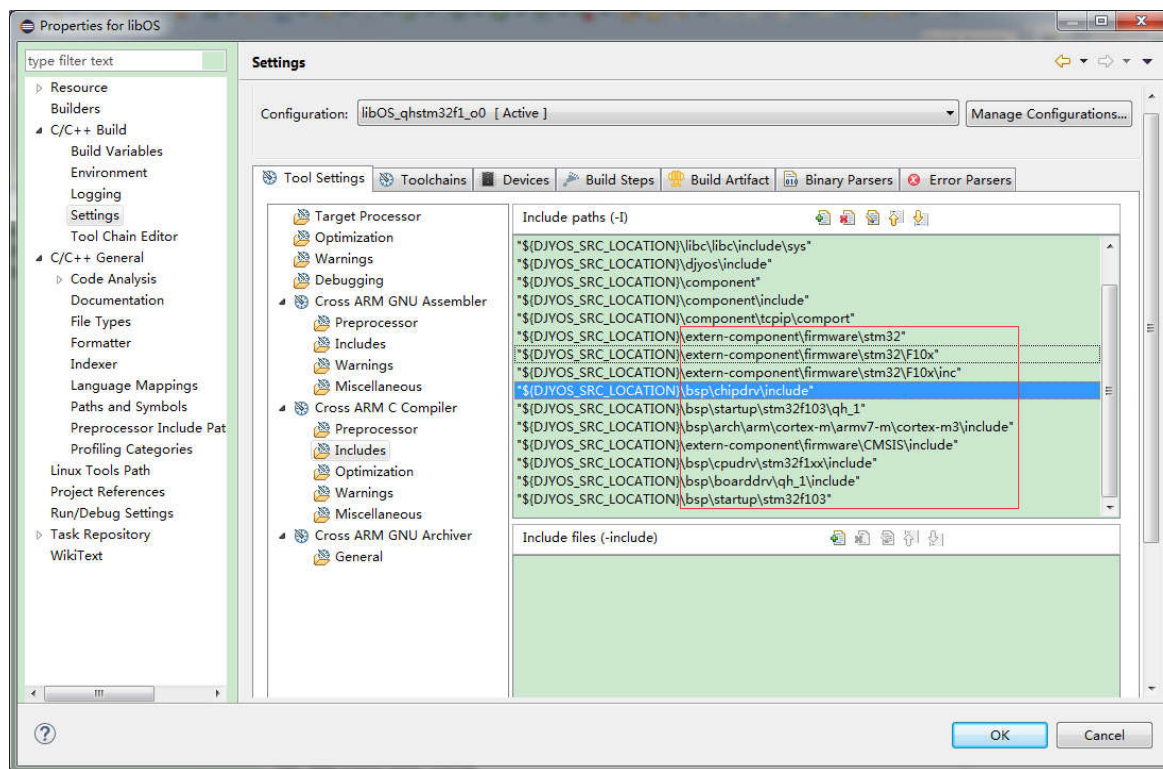 Properties for libOS
type filter text
Resource
Builders
C/C++ Build
Build Variables
Environment
Logging
Settings
Tool Chain Editor
C/C++ General
Code Analysis
Documentation
File Types
Formatter
Indexer
Language Mappings
Paths and Symbols
Preprocessor Include Pat
Profiling Categories
Linux Tools Path
Project References
Run/Debug Settings
Task Repository
WikiText
Settings
Configuration: libOS_qhstm32f1_o0 [ Active ] Manage Configurations...
Tool Settings Toolchains Devices Build Steps Build Artifact Binary Parsers Error Parsers
Target Processor
Optimization
Warnings
Debugging
Cross ARM GNU Assembler
Preprocessor
Includes
Warnings
Miscellaneous
Cross ARM C Compiler
Preprocessor
Includes
Optimization
Warnings
Miscellaneous
Cross ARM GNU Archiver
General
Include paths (-I)
"${DJYOS_SRC_LOCATION}\libc\libc\include\sys"
"${DJYOS_SRC_LOCATION}\djyos\include"
"${DJYOS_SRC_LOCATION}\component"
"${DJYOS_SRC_LOCATION}\component\include"
"${DJYOS_SRC_LOCATION}\component\tcpip\comport"
"${DJYOS_SRC_LOCATION}\extern-component\firmware\stm32"
"${DJYOS_SRC_LOCATION}\extern-component\firmware\stm32\F10x"
"${DJYOS_SRC_LOCATION}\extern-component\firmware\stm32\F10x\inc"
"${DJYOS_SRC_LOCATION}\bsp\chipdrv\include"
"${DJYOS_SRC_LOCATION}\bsp\startup\stm32f103\qh_1"
"${DJYOS_SRC_LOCATION}\bsp\arch\arm\cortex-m\armv7-m\cortex-m3\include"
"${DJYOS_SRC_LOCATION}\extern-component\firmware\CMSIS\include"
"${DJYOS_SRC_LOCATION}\bsp\cpudrv\stm32f1xx\include"
"${DJYOS_SRC_LOCATION}\bsp\boarddrv\qh_1\include"
"${DJYOS_SRC_LOCATION}\bsp\startup\stm32f103"
Include files (-include)
OK Cancel